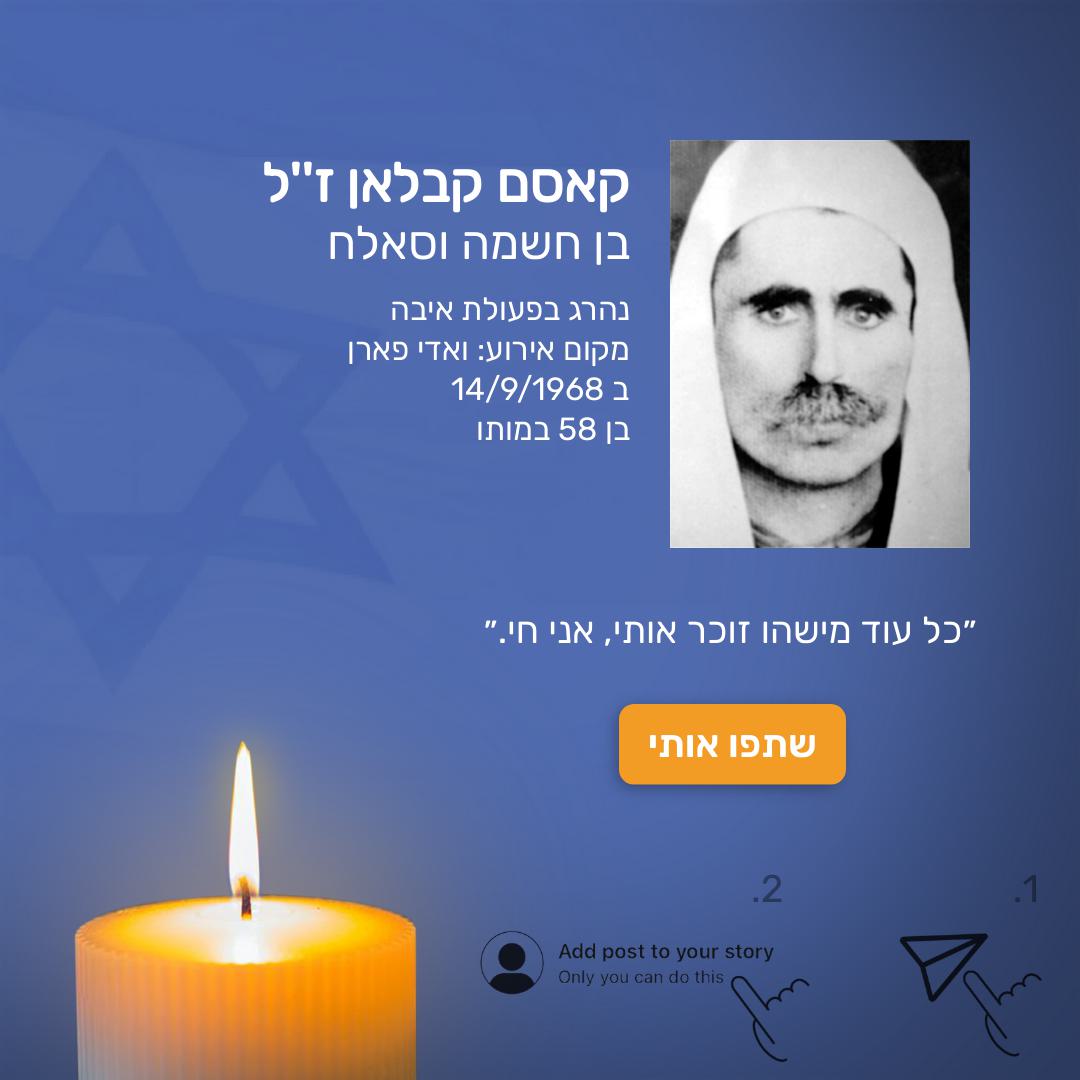 קאסם קבלאן ז"ל
בן חשמה וסאלח
נהרג בפעולת איבה
מקום אירוע: ואדי פארן
ב 14/9/1968
בן 58 במותו
״כל עוד מישהו זוכר אותי, אני חי.״
שתפו אותי
1.
2.
Add post to your story
Only you can do this